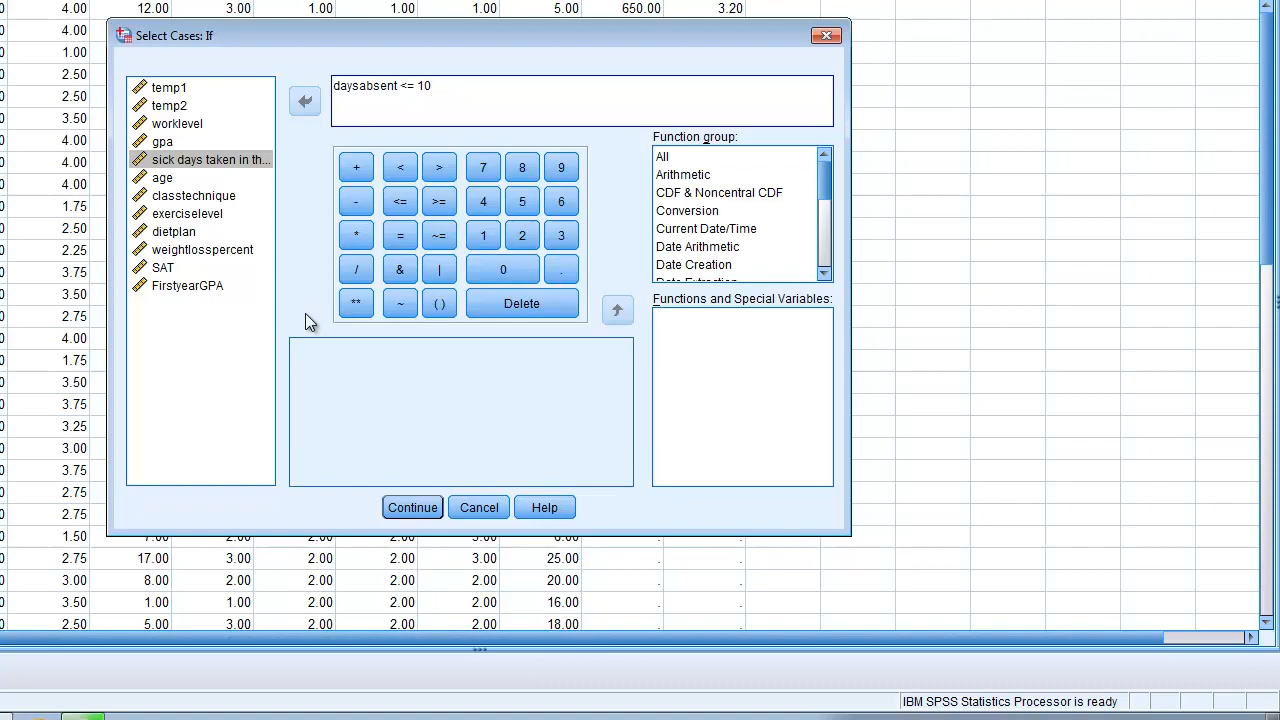 4.00 12.00 3.00 1.00 1.00 1.00 5.00 650.00 3.20
4.00
1.00
2.50
2.50
3.50
4.00
4.00
4.00
1.75
2.50
2.25
3.75
3.50
2.75
4.00
1.75
3.50
3.75
3.25
3.00
3.75
2.75
2.75
1.50
Select Cases: If
temp1
temp2
worklevel
gpa
sick days taken in th...
age
classtechnique
exerciselevel
dietplan
weightlosspercent
SAT
FirstyearGPA
daysabsent <= 10
+ < > 7 8 9
- <= >= 4 5 6
* = ~= 1 2 3
/ & | 0 .
** ~ ( ) Delete
Function group:
All
Arithmetic
CDF & Noncentral CDF
Conversion
Current Date/Time
Date Arithmetic
Date Creation
Date Extraction
Functions and Special Variables:
Continue Cancel Help
2.75 17.00 3.00 2.00 2.00 3.00 25.00 . .
3.00 8.00 2.00 2.00 2.00 2.00 20.00 . .
3.50 1.00 1.00 2.00 2.00 2.00 16.00 . .
2.50 5.00 3.00 2.00 2.00 2.00 18.00 . .
IBM SPSS Statistics Processor is ready